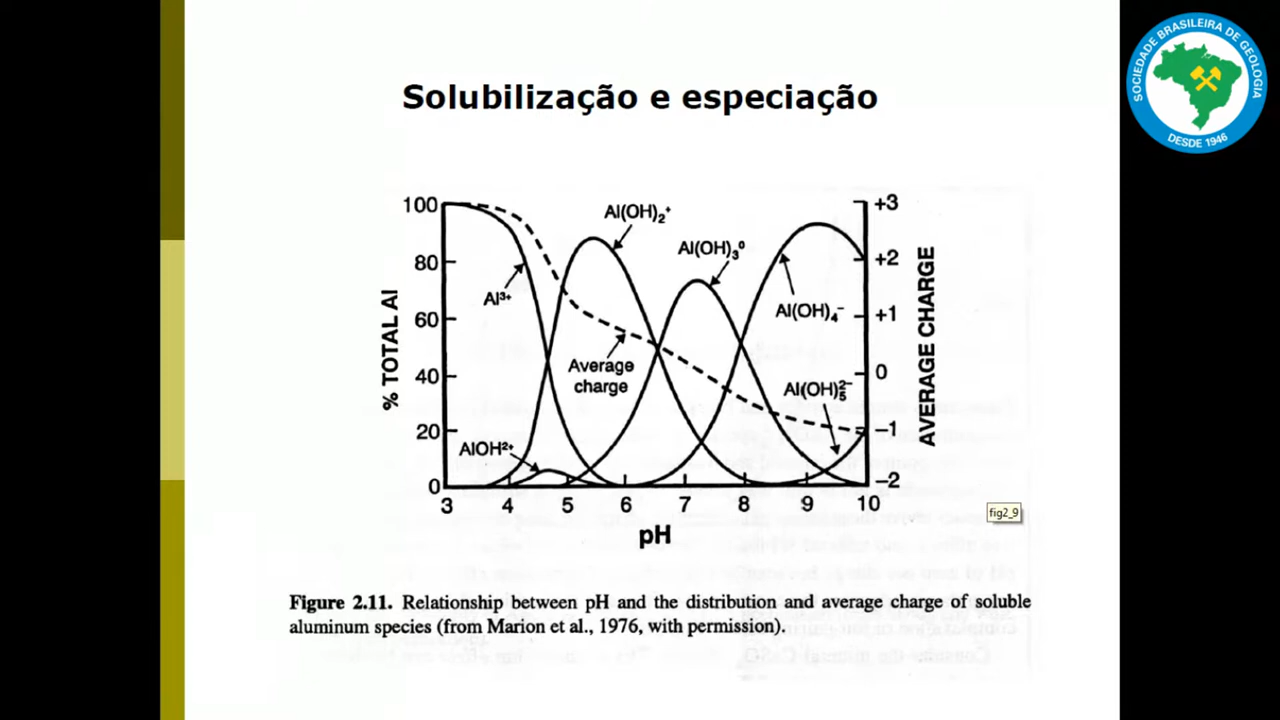 SOCIEDADE BRASILEIRA DE GEOLOGIA
DESDE 1946
Solubilização e especiação
100
80
60
40
20
0
% TOTAL Al
Al³⁺
AlOH²⁺
Al(OH)₂⁺
Al(OH)₃⁰
Al(OH)₄⁻
Al(OH)₅²⁻
Average
charge
+3
+2
+1
0
−1
−2
AVERAGE CHARGE
3 4 5 6 7 8 9 10
pH
fig2_9
Figure 2.11. Relationship between pH and the distribution and average charge of soluble
aluminum species (from Marion et al., 1976, with permission).